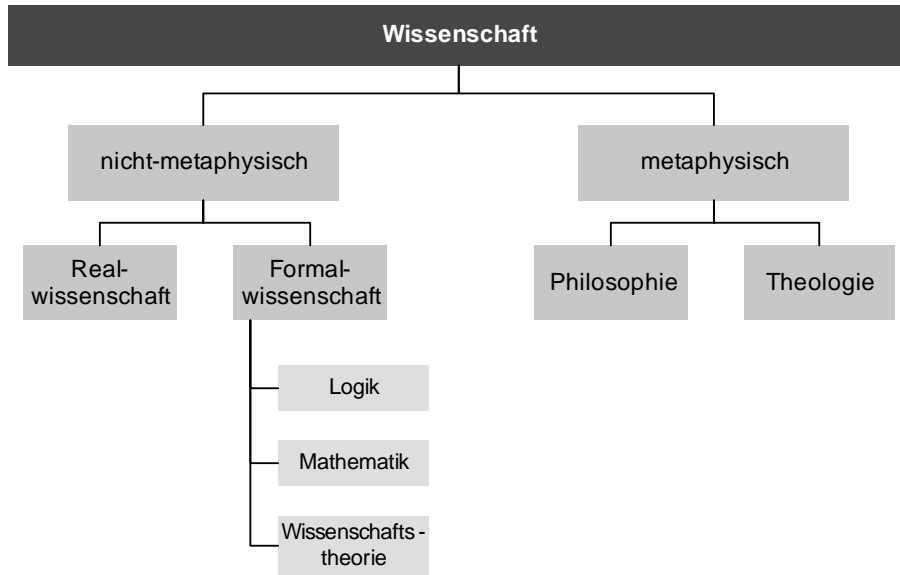 Wissenschaft
nicht-metaphysisch
metaphysisch
Real-
wissenschaft
Formal-
wissenschaft
Philosophie
Theologie
Logik
Mathematik
Wissenschafts-
theorie